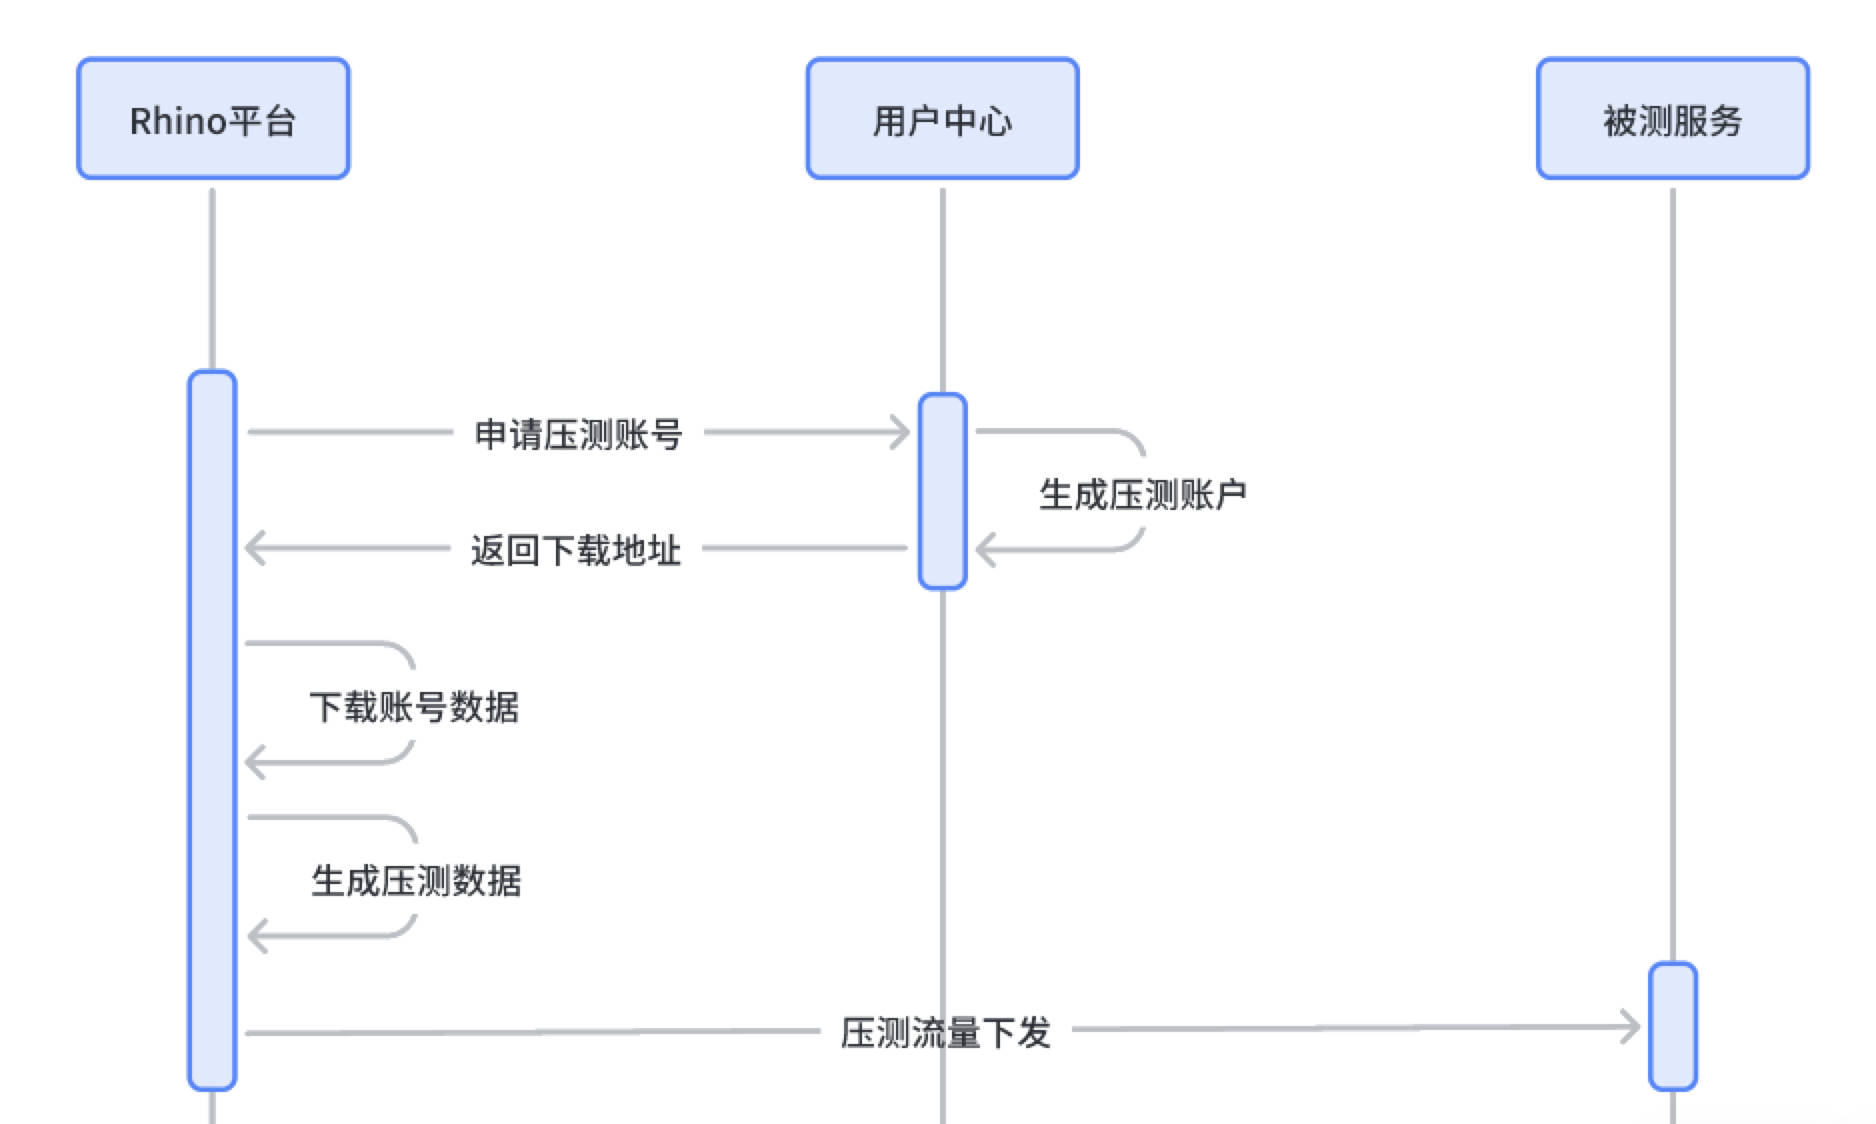 Rhino平台
用户中心
被测服务
申请压测账号
生成压测账户
返回下载地址
下载账号数据
生成压测数据
压测流量下发